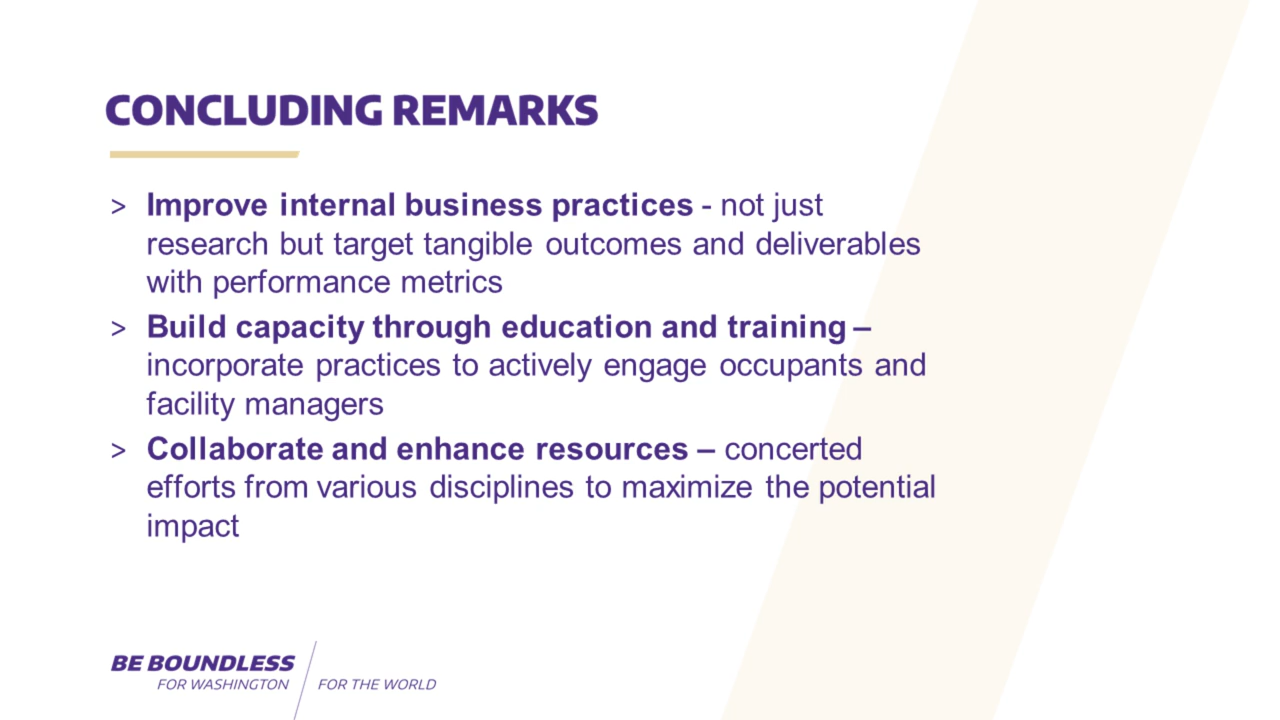 CONCLUDING REMARKS
> Improve internal business practices - not just
research but target tangible outcomes and deliverables
with performance metrics
> Build capacity through education and training –
incorporate practices to actively engage occupants and
facility managers
> Collaborate and enhance resources – concerted
efforts from various disciplines to maximize the potential
impact
BE BOUNDLESS
FOR WASHINGTON FOR THE WORLD